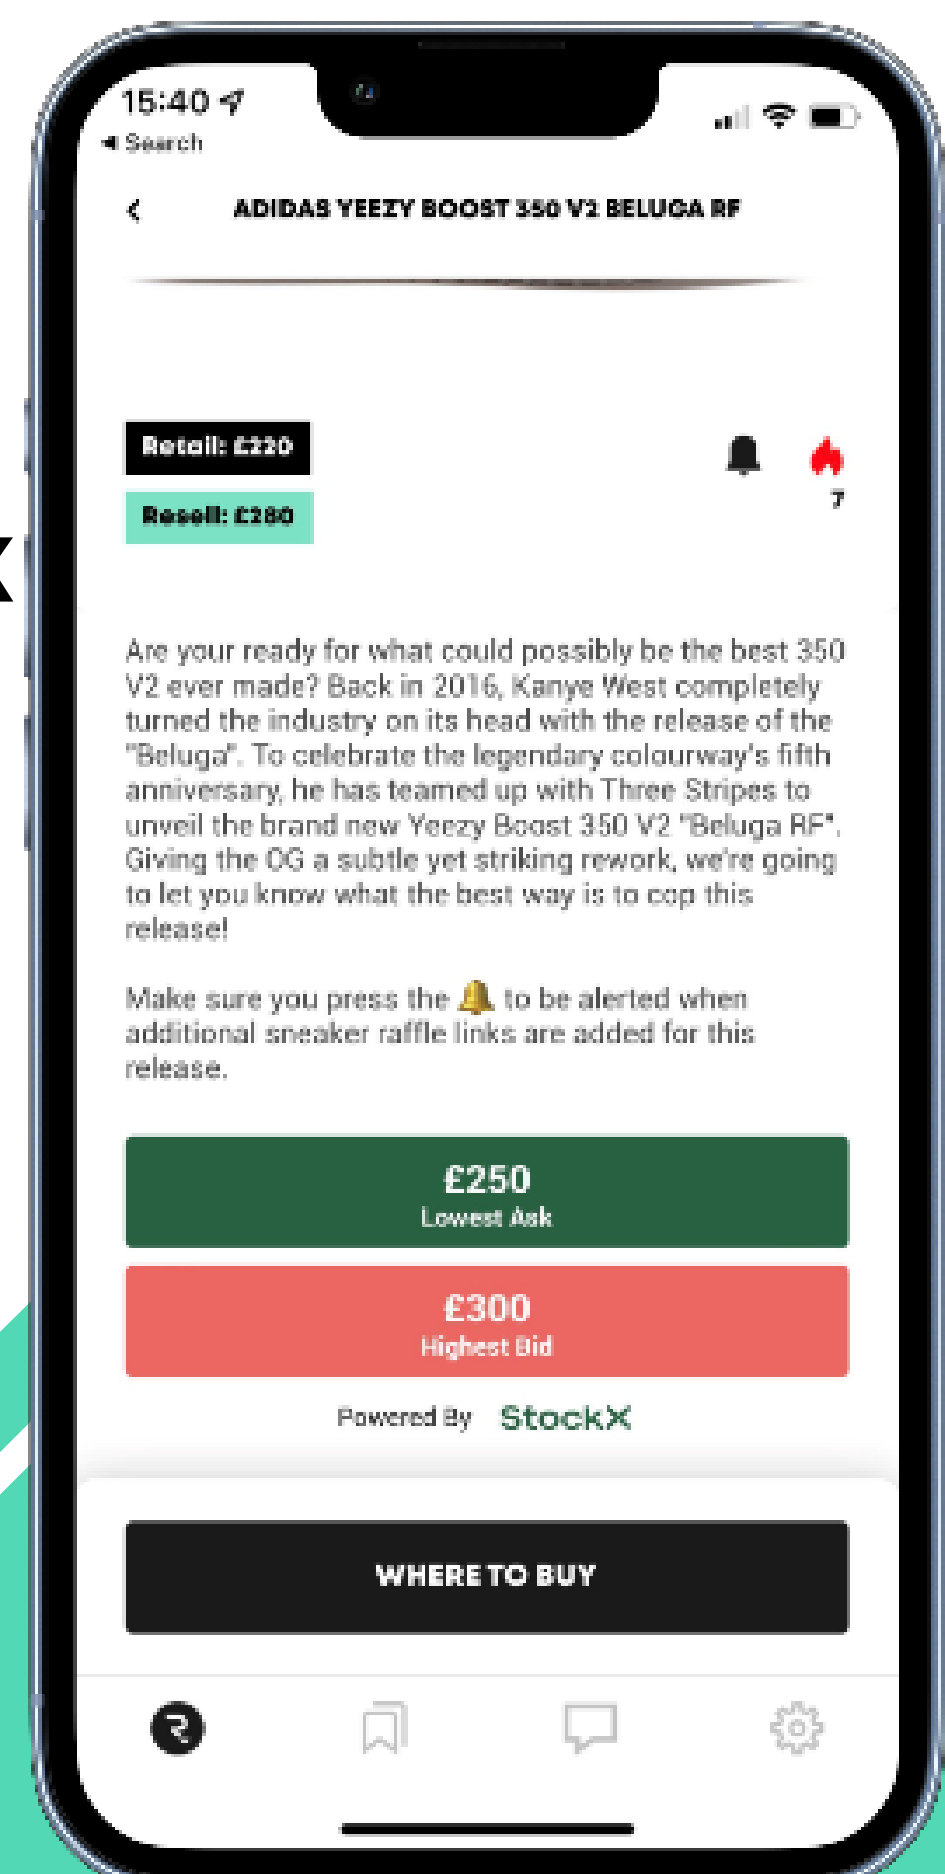 15:40
Search
ADIDAS YEEZY BOOST 350 V2 BELUGA RF
Retail: £220
Resell: £280
7
Are your ready for what could possibly be the best 350
V2 ever made? Back in 2016, Kanye West completely
turned the industry on its head with the release of the
"Beluga". To celebrate the legendary colourway's fifth
anniversary, he has teamed up with Three Stripes to
unveil the brand new Yeezy Boost 350 V2 "Beluga RF".
Giving the OG a subtle yet striking rework, we're going
to let you know what the best way is to cop this
release!
Make sure you press the 🔔 to be alerted when
additional sneaker raffle links are added for this
release.
£250
Lowest Ask
£300
Highest Bid
Powered By StockX
WHERE TO BUY